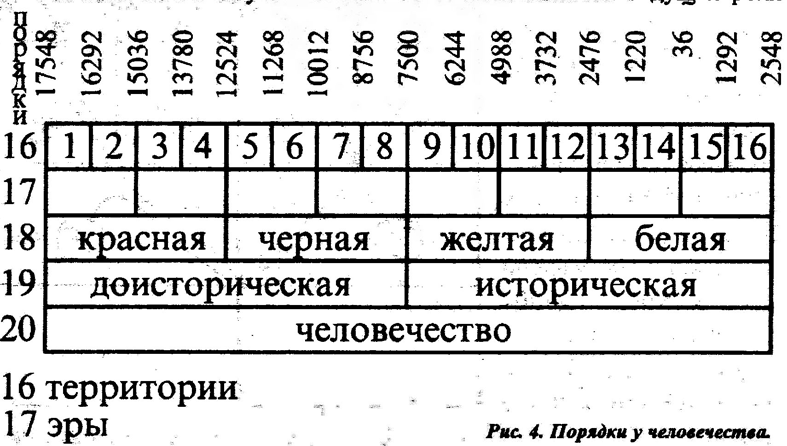 порядки
17548 16292 15036 13780 12524 11268 10012 8756 7500 6244 4988 3732 2476 1220 36 1292 2548
16 1 2 3 4 5 6 7 8 9 10 11 12 13 14 15 16
17
18 красная черная желтая белая
19 доисторическая историческая
20 человечество
16 территории
17 эры
Рис. 4. Порядки у человечества.